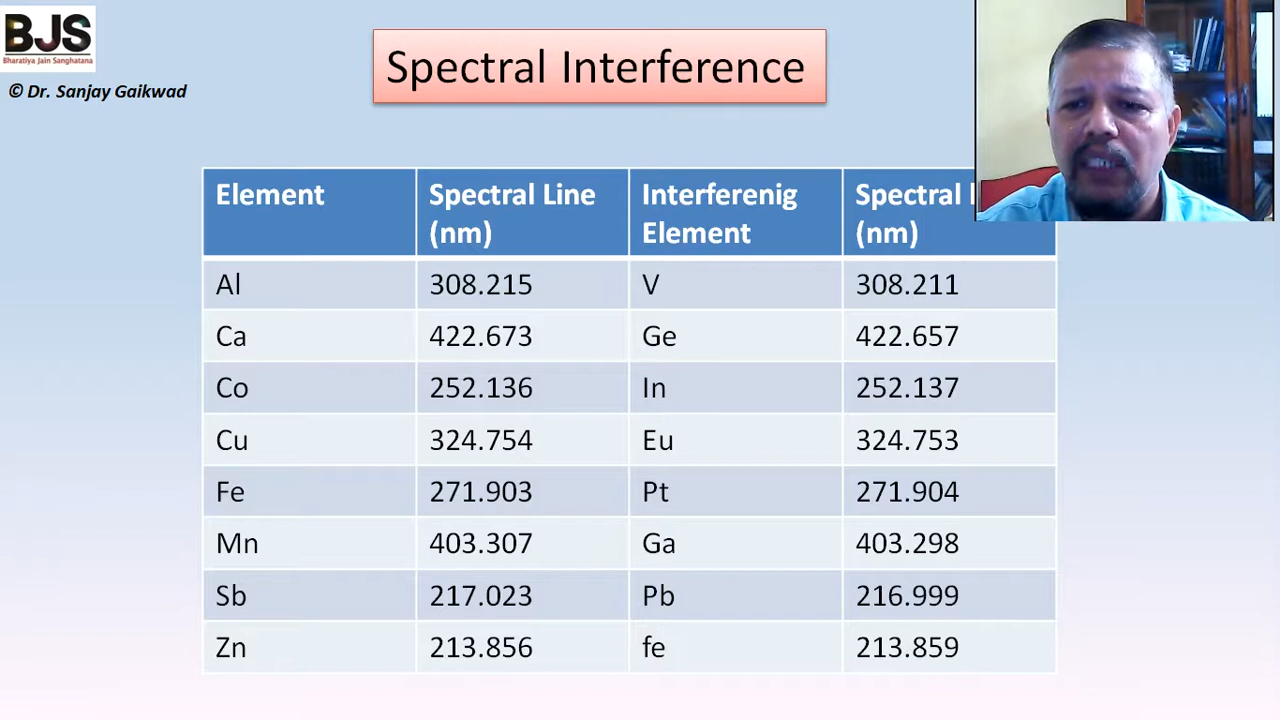 BJS
Bharatiya Jain Sanghatana
© Dr. Sanjay Gaikwad
Spectral Interference
Element Spectral Line (nm) Interferenig Element Spectral (nm)
Al 308.215 V 308.211
Ca 422.673 Ge 422.657
Co 252.136 In 252.137
Cu 324.754 Eu 324.753
Fe 271.903 Pt 271.904
Mn 403.307 Ga 403.298
Sb 217.023 Pb 216.999
Zn 213.856 fe 213.859